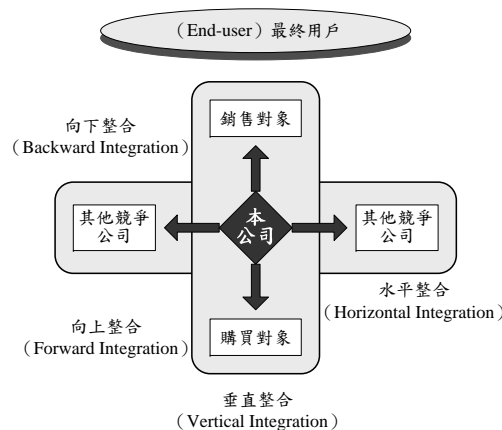 （End-user）最終用戶
向下整合
（Backward Integration）
銷售對象
其他競爭
公司
本
公司
其他競爭
公司
水平整合
（Horizontal Integration）
向上整合
（Forward Integration）
購買對象
垂直整合
（Vertical Integration）